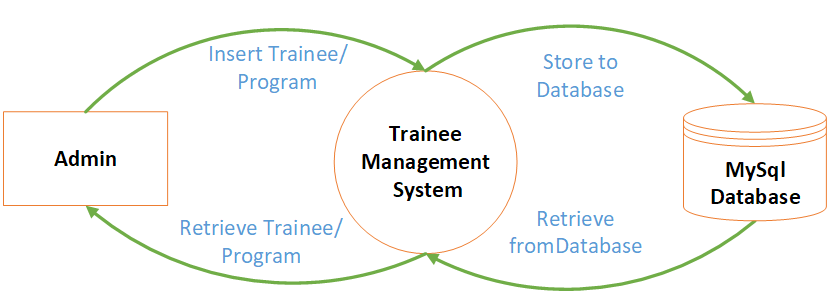 Insert Trainee/
Program
Store to
Database
Admin
Trainee
Management
System
MySql
Database
Retrieve Trainee/
Program
Retrieve
fromDatabase